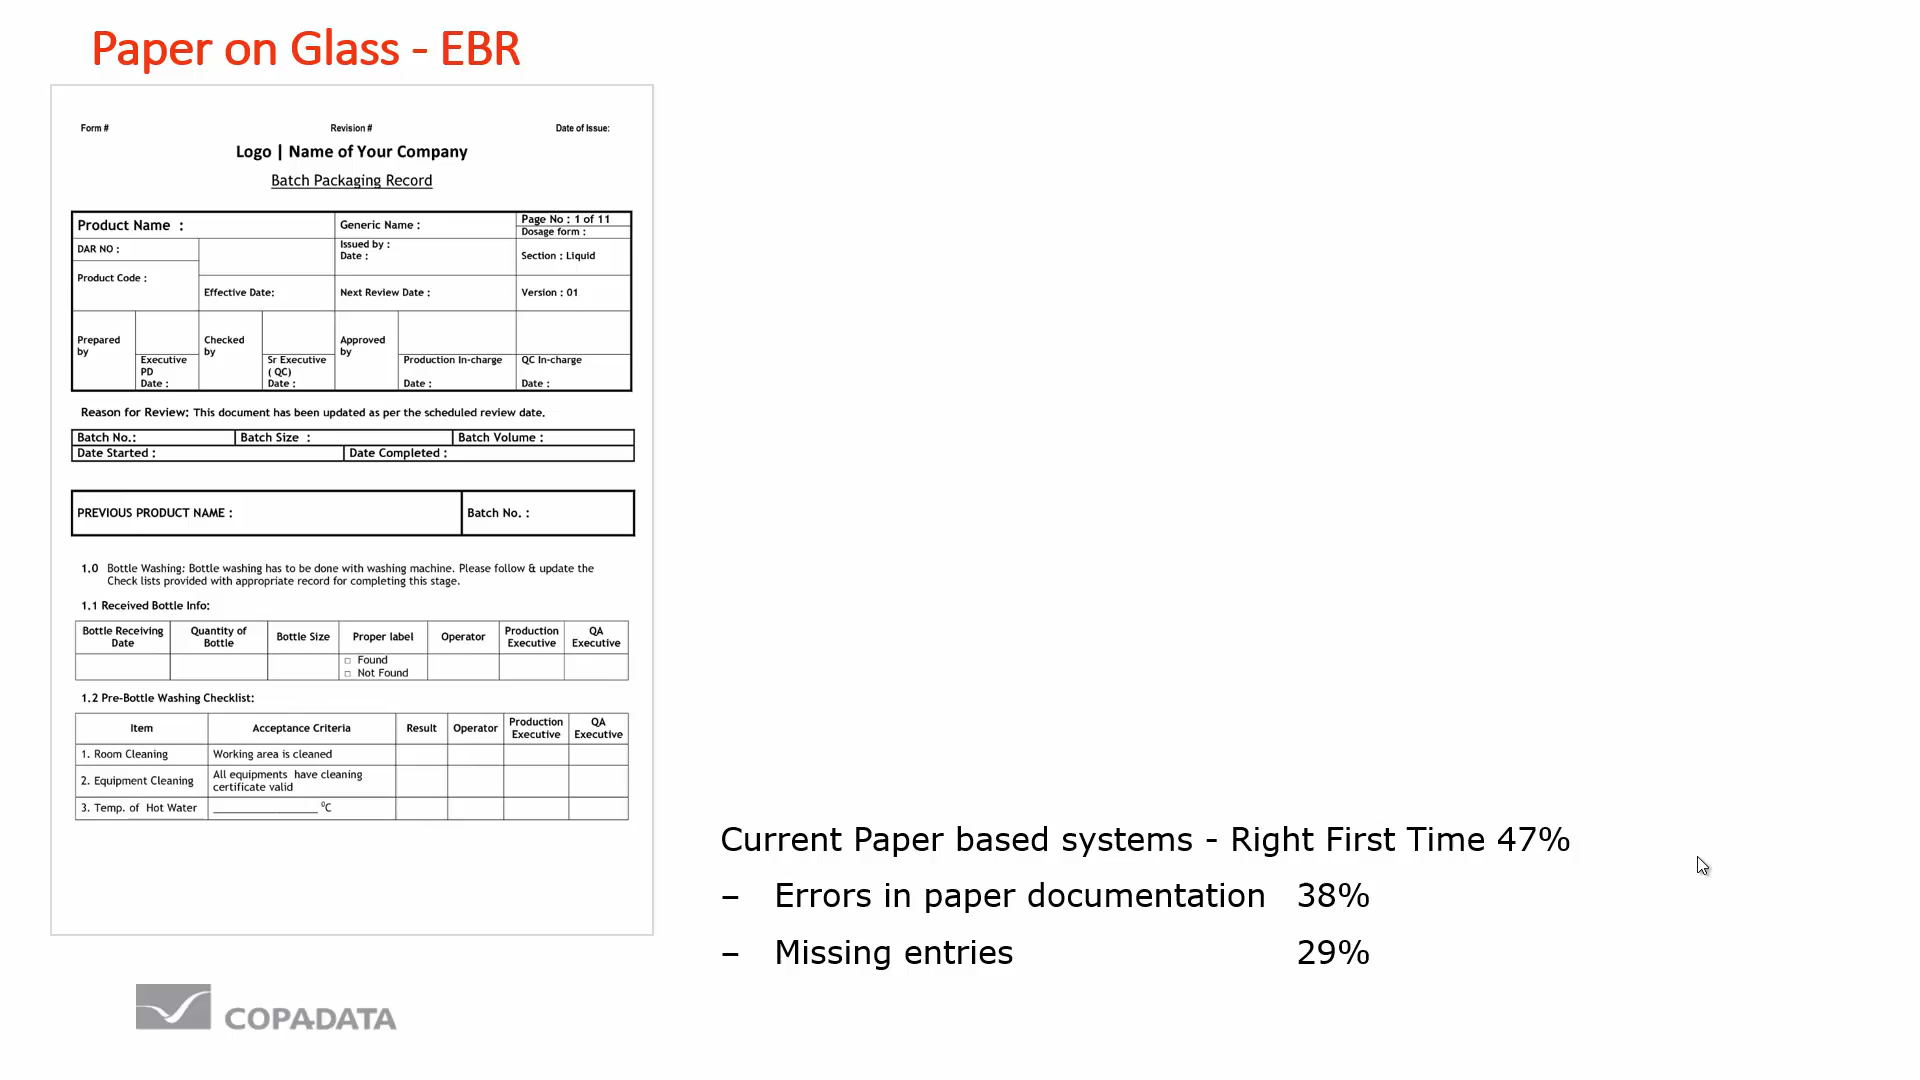 Paper on Glass - EBR
Form #
Revision #
Date of Issue:
Logo | Name of Your Company
Batch Packaging Record
Product Name :
Generic Name :
Page No : 1 of 11
Dosage form :
DAR NO :
Issued by :
Date :
Section : Liquid
Product Code :
Effective Date:
Next Review Date :
Version : 01
Prepared
by
Executive
PD
Date :
Checked
by
Sr Executive
( QC)
Date :
Approved
by
Production In-charge
Date :
QC In-charge
Date :
Reason for Review: This document has been updated as per the scheduled review date.
Batch No.:
Batch Size :
Batch Volume :
Date Started :
Date Completed :
PREVIOUS PRODUCT NAME :
Batch No. :
1.0 Bottle Washing: Bottle washing has to be done with washing machine. Please follow & update the
Check lists provided with appropriate record for completing this stage.
1.1 Received Bottle Info:
Bottle Receiving
Date
Quantity of
Bottle
Bottle Size
Proper label
Operator
Production
Executive
QA
Executive
□ Found
□ Not Found
1.2 Pre-Bottle Washing Checklist:
Item
Acceptance Criteria
Result
Operator
Production
Executive
QA
Executive
1. Room Cleaning
Working area is cleaned
2. Equipment Cleaning
All equipments have cleaning
certificate valid
3. Temp. of Hot Water
__________________ ⁰C
Current Paper based systems - Right First Time 47%
– Errors in paper documentation 38%
– Missing entries 29%
COPADATA